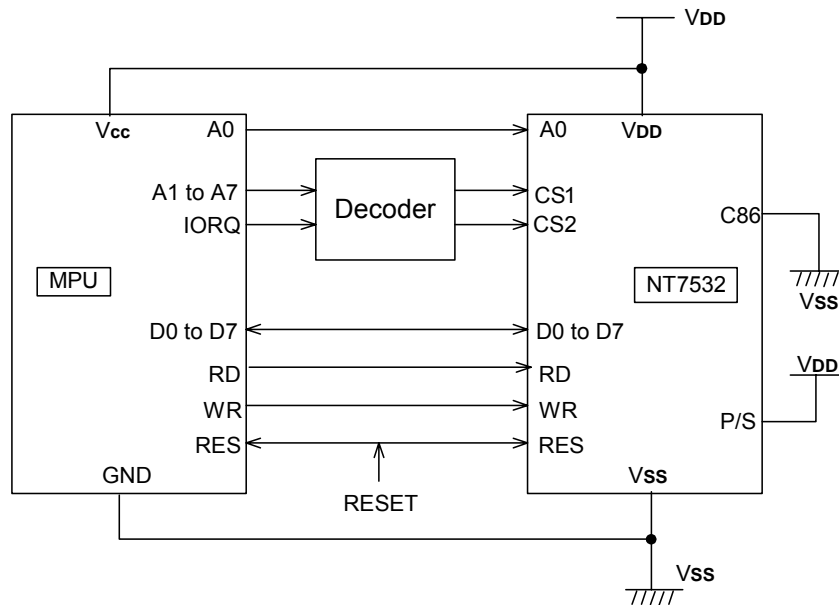 VDD
Vcc
A0
A0
VDD
A1 to A7
Decoder
CS1
IORQ
CS2
C86
MPU
NT7532
VSS
D0 to D7
D0 to D7
RD
RD
VDD
WR
WR
P/S
RES
RES
GND
RESET
VSS
VSS